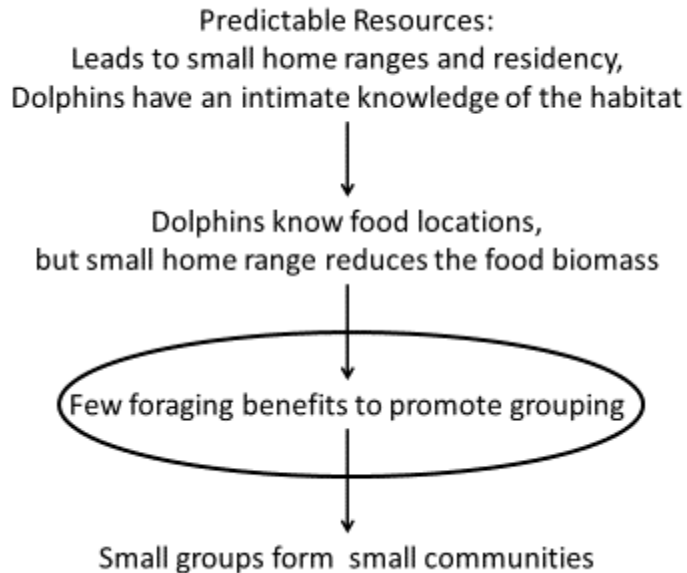 Predictable Resources:
Leads to small home ranges and residency,
Dolphins have an intimate knowledge of the habitat
Dolphins know food locations,
but small home range reduces the food biomass
Few foraging benefits to promote grouping
Small groups form small communities